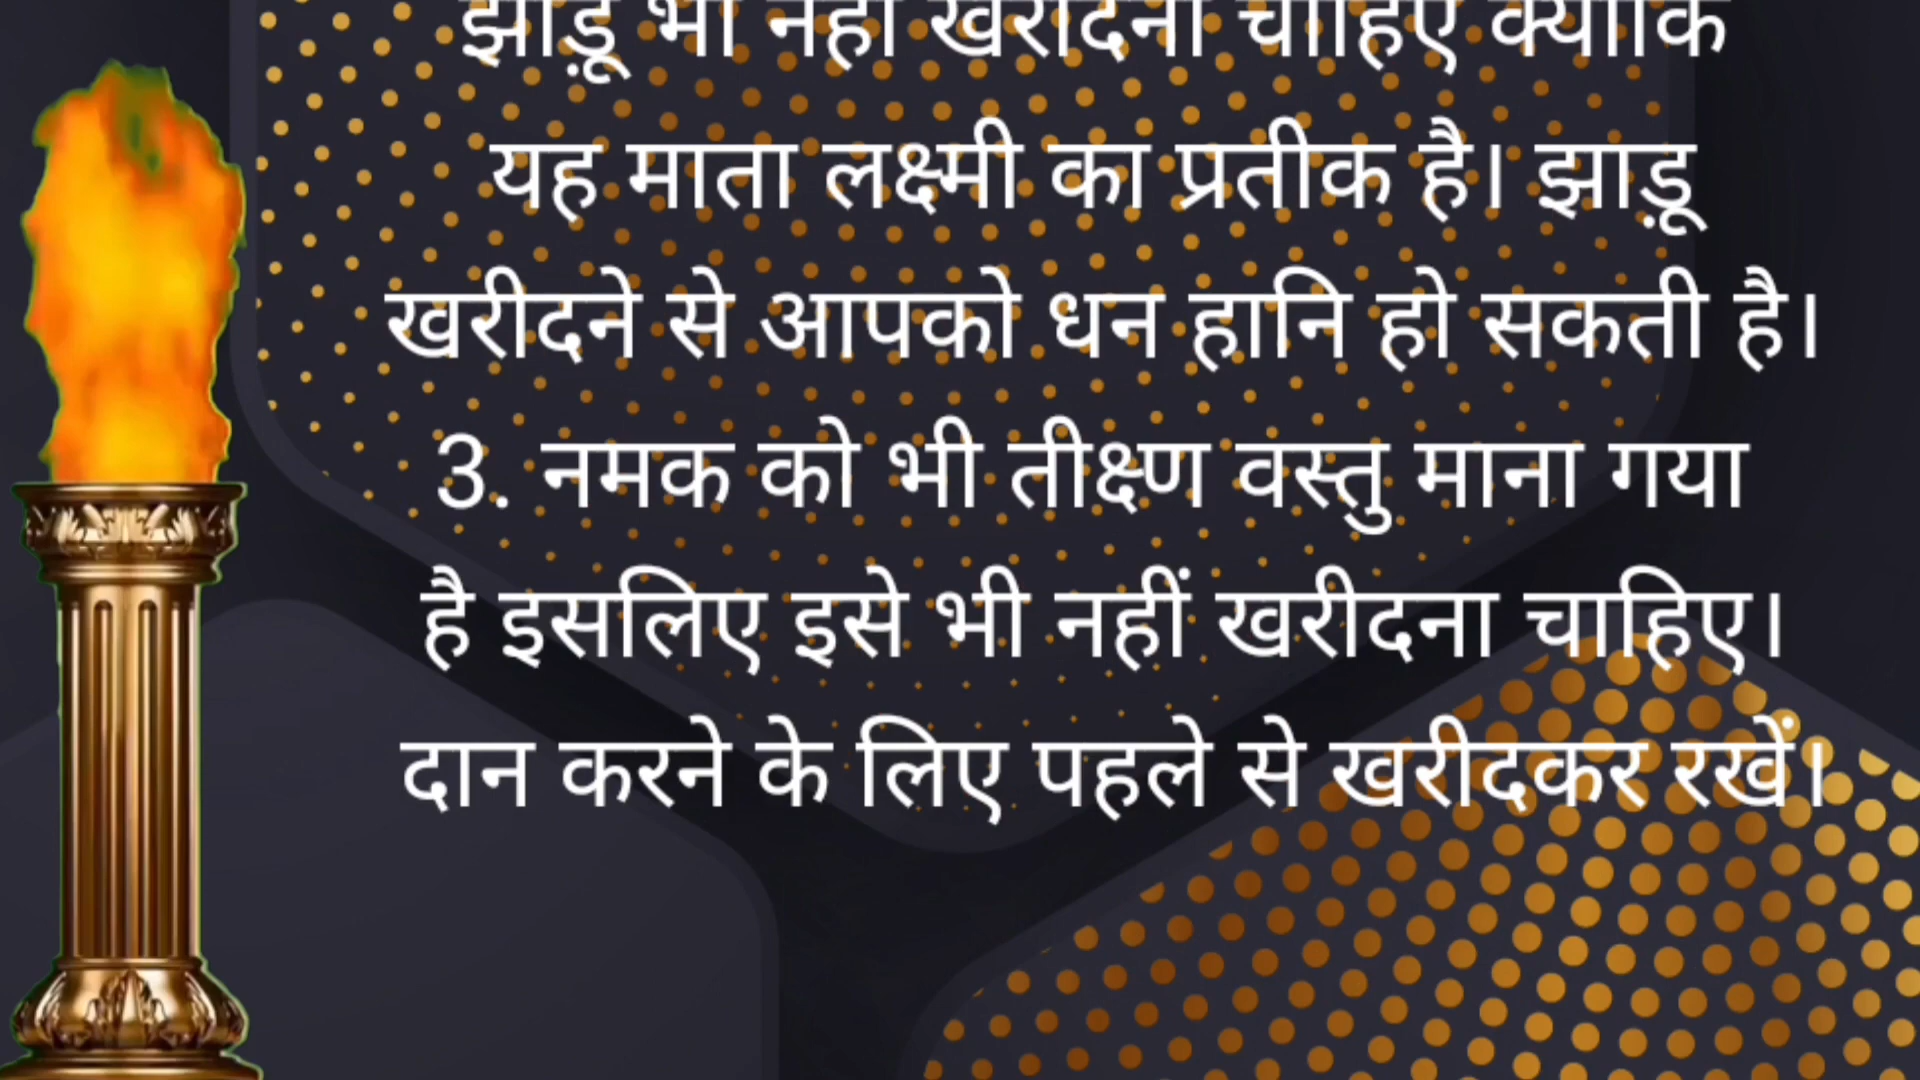 झाड़ू भी नहीं खरीदना चाहिए क्योंकि
यह माता लक्ष्मी का प्रतीक है। झाड़ू
खरीदने से आपको धन हानि हो सकती है।
3. नमक को भी तीक्ष्ण वस्तु माना गया
है इसलिए इसे भी नहीं खरीदना चाहिए।
दान करने के लिए पहले से खरीदकर रखें।